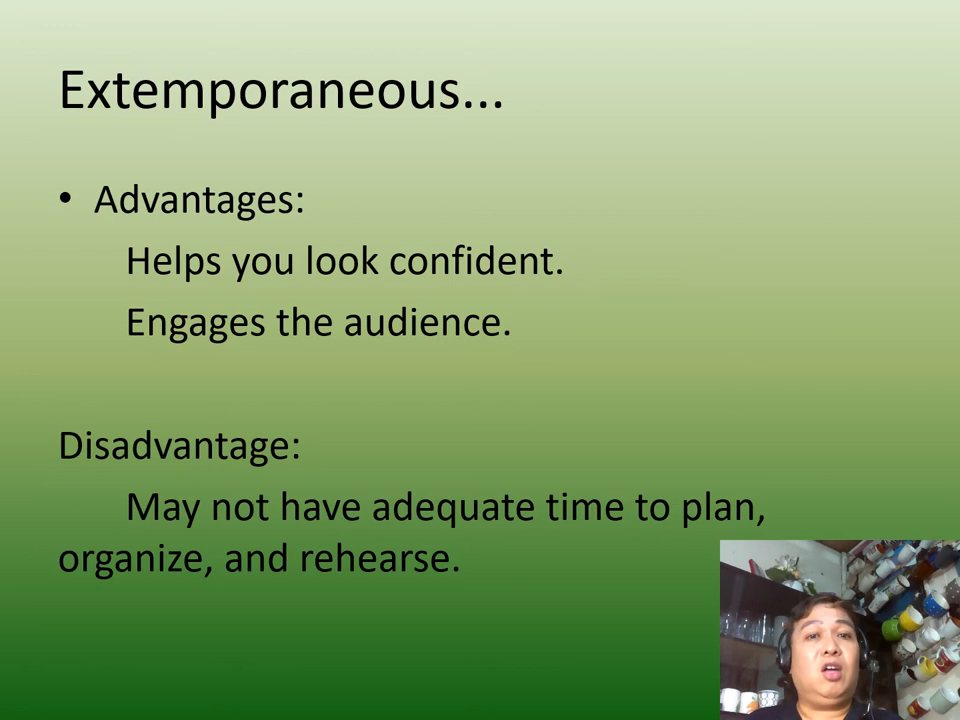 Extemporaneous...
• Advantages:
Helps you look confident.
Engages the audience.
Disadvantage:
May not have adequate time to plan,
organize, and rehearse.